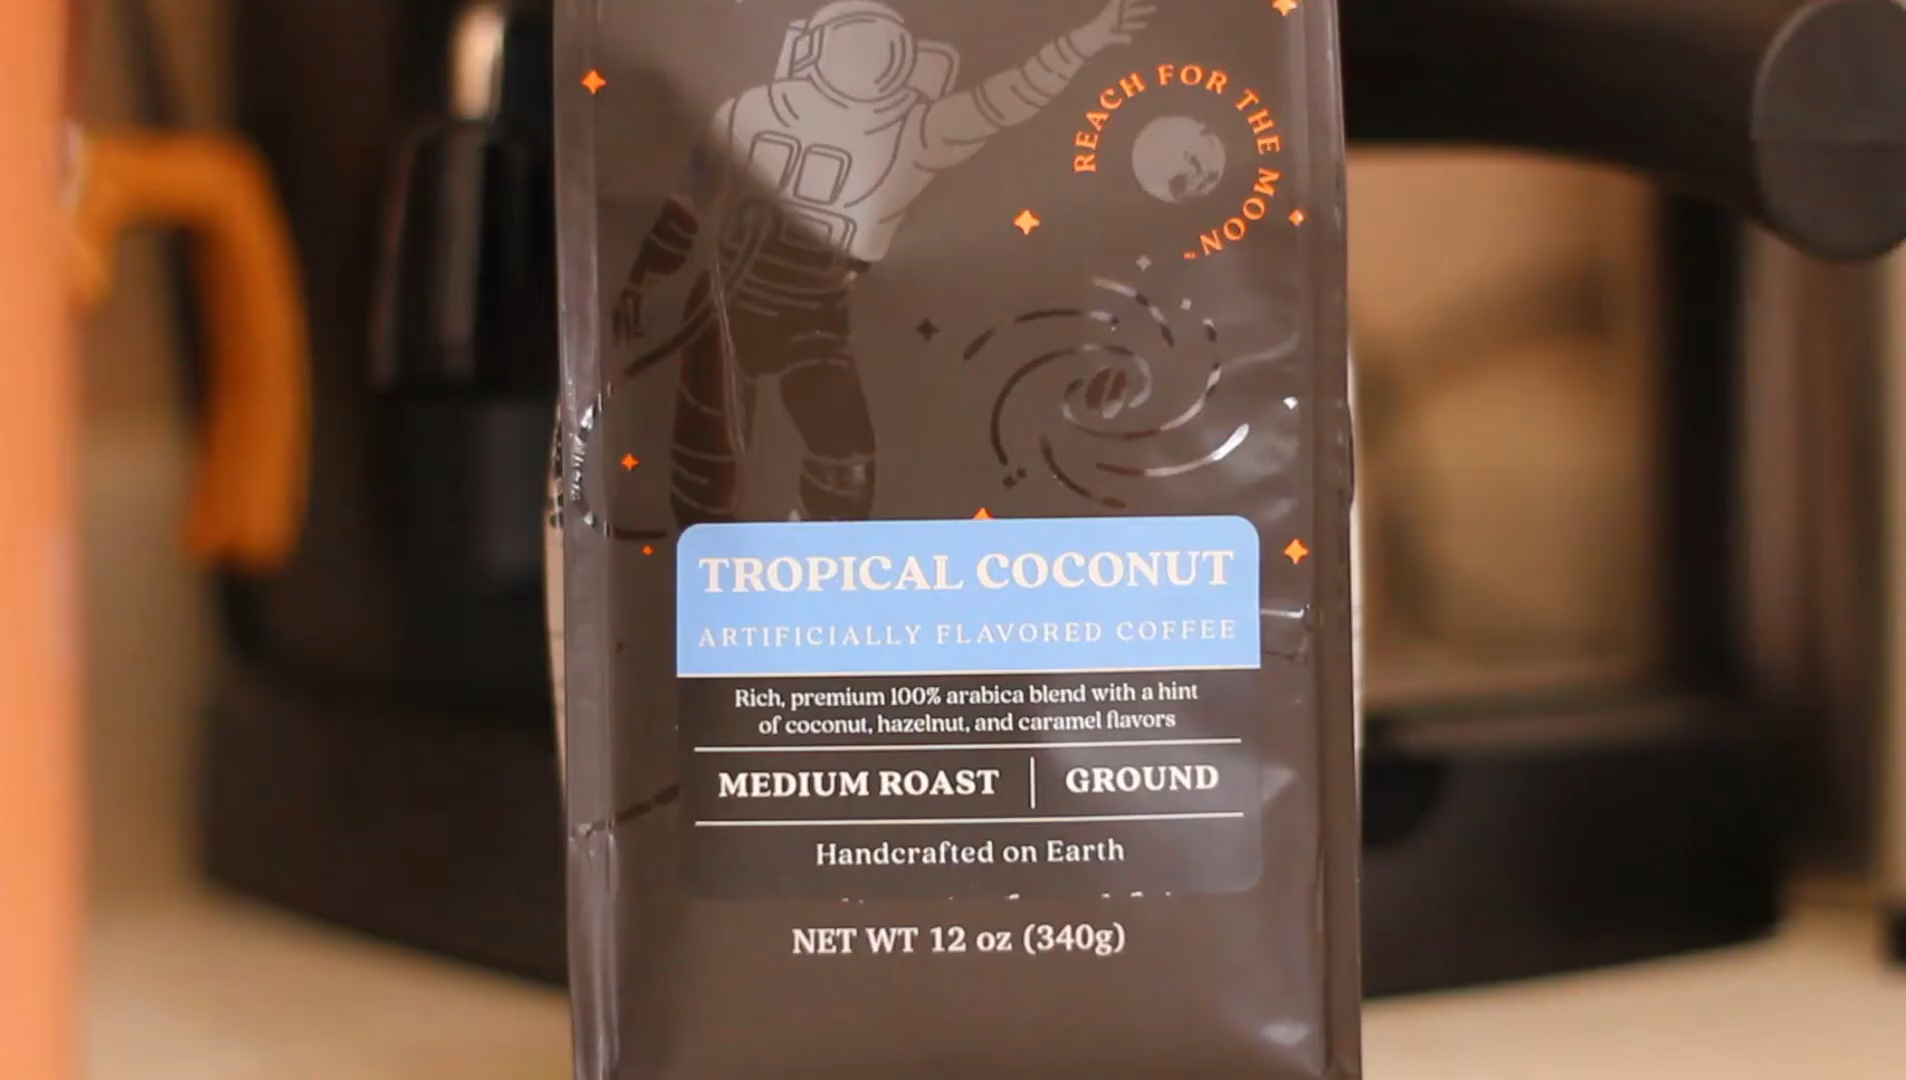 REACH FOR THE MOON™
TROPICAL COCONUT
ARTIFICIALLY FLAVORED COFFEE
Rich, premium 100% arabica blend with a hint
of coconut, hazelnut, and caramel flavors
MEDIUM ROAST | GROUND
Handcrafted on Earth
NET WT 12 oz (340g)